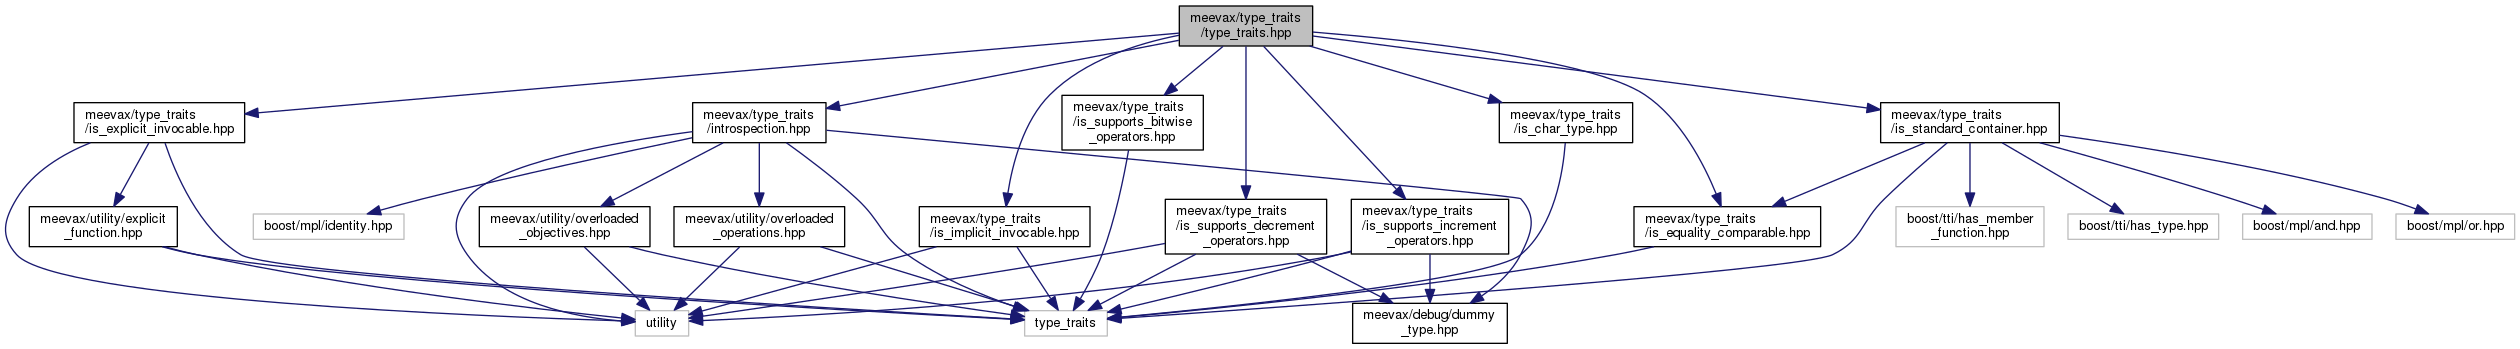 meevax/type_traits
/type_traits.hpp
meevax/type_traits
/is_explicit_invocable.hpp
meevax/type_traits
/introspection.hpp
meevax/type_traits
/is_supports_bitwise
_operators.hpp
meevax/type_traits
/is_char_type.hpp
meevax/type_traits
/is_standard_container.hpp
meevax/utility/explicit
_function.hpp
boost/mpl/identity.hpp
meevax/utility/overloaded
_objectives.hpp
meevax/utility/overloaded
_operations.hpp
meevax/type_traits
/is_implicit_invocable.hpp
meevax/type_traits
/is_supports_decrement
_operators.hpp
meevax/type_traits
/is_supports_increment
_operators.hpp
meevax/type_traits
/is_equality_comparable.hpp
boost/tti/has_member
_function.hpp
boost/tti/has_type.hpp
boost/mpl/and.hpp
boost/mpl/or.hpp
utility
type_traits
meevax/debug/dummy
_type.hpp